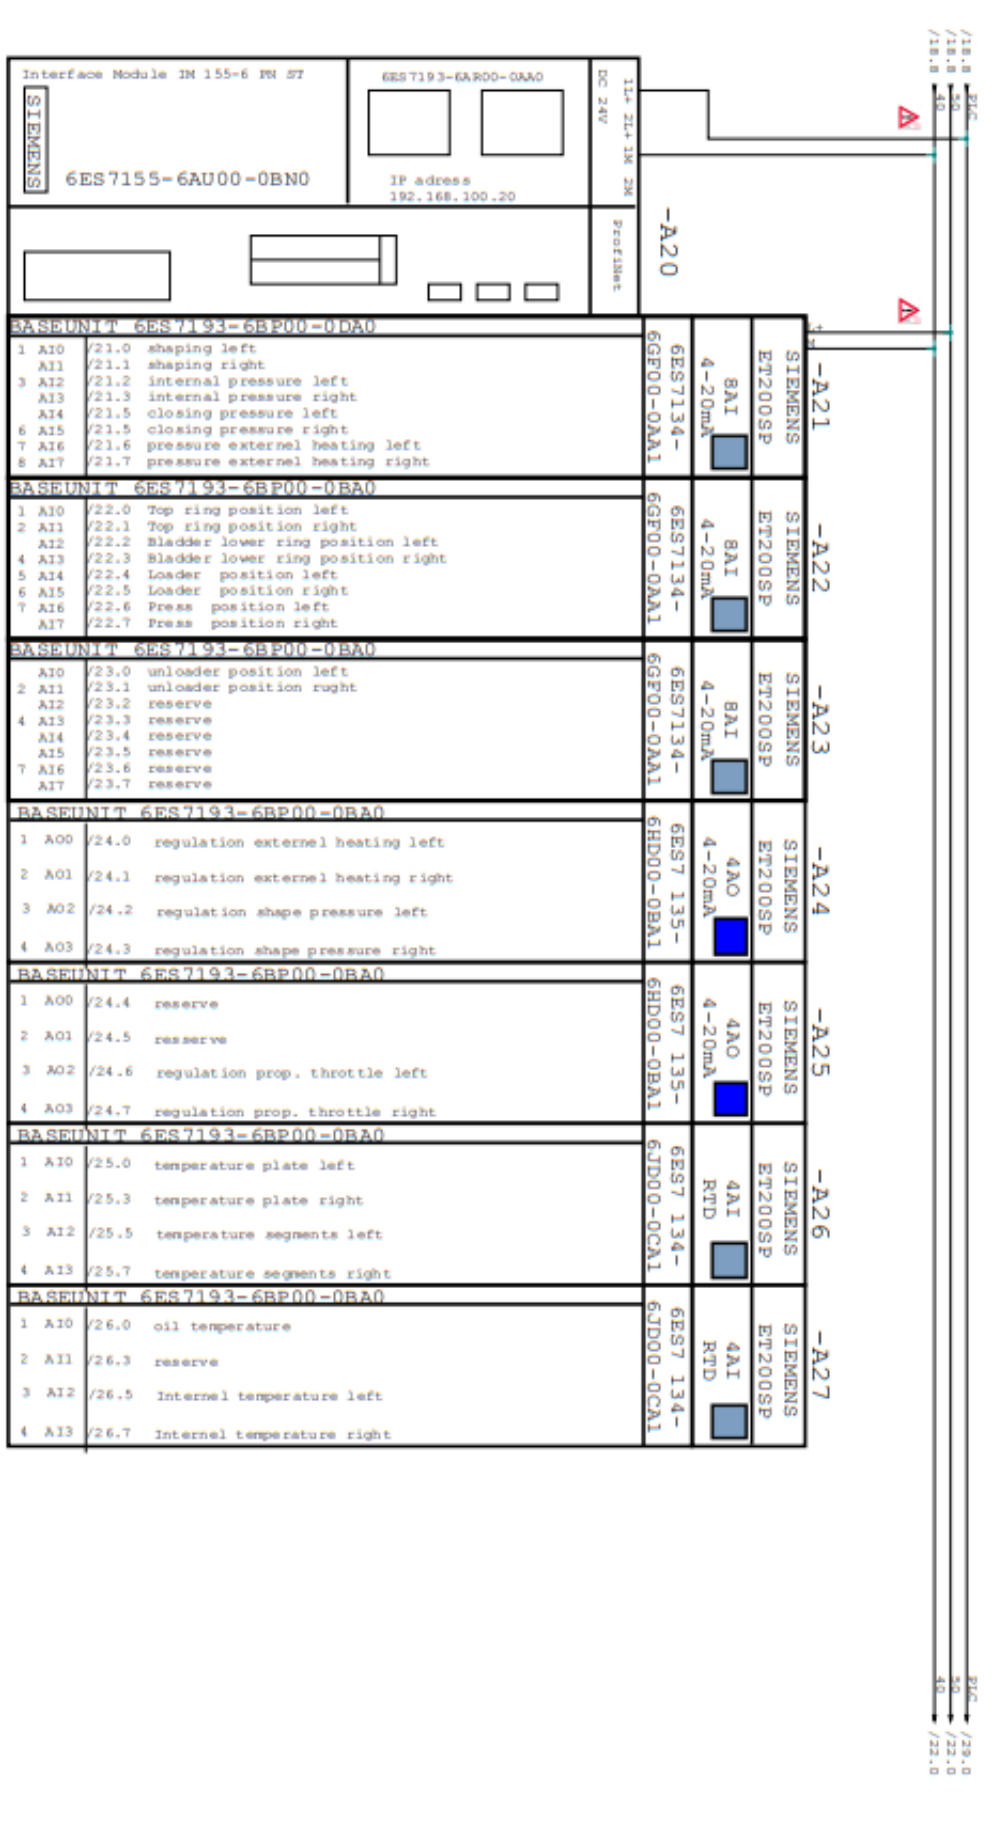 /18.8
/18.8
/18.8
40
50
PLC
Interface Module IM 155-6 PN ST
SIEMENS
6ES7155-6AU00-0BN0
6ES7193-6AR00-0AA0
IP adress
192.168.100.20
DC 24V
1L+ 2L+ 1M 2M
ProfiNet
-A20
BASEUNIT 6ES7193-6BP00-0DA0
1 AI0 /21.0 shaping left
AI1 /21.1 shaping right
3 AI2 /21.2 internal pressure left
AI3 /21.3 internal pressure right
AI4 /21.5 closing pressure left
6 AI5 /21.5 closing pressure right
7 AI6 /21.6 pressure externel heating left
8 AI7 /21.7 pressure externel heating right
6ES7134-
6GF00-0AA1
8AI
4-20mA
SIEMENS
ET200SP
-A21
BASEUNIT 6ES7193-6BP00-0BA0
1 AI0 /22.0 Top ring position left
2 AI1 /22.1 Top ring position right
AI2 /22.2 Bladder lower ring position left
4 AI3 /22.3 Bladder lower ring position right
5 AI4 /22.4 Loader position left
6 AI5 /22.5 Loader position right
7 AI6 /22.6 Press position left
AI7 /22.7 Press position right
6ES7134-
6GF00-0AA1
8AI
4-20mA
SIEMENS
ET200SP
-A22
BASEUNIT 6ES7193-6BP00-0BA0
AI0 /23.0 unloader position left
2 AI1 /23.1 unloader position rught
AI2 /23.2 reserve
4 AI3 /23.3 reserve
AI4 /23.4 reserve
AI5 /23.5 reserve
7 AI6 /23.6 reserve
AI7 /23.7 reserve
6ES7134-
6GF00-0AA1
8AI
4-20mA
SIEMENS
ET200SP
-A23
BASEUNIT 6ES7193-6BP00-0BA0
1 AO0 /24.0 regulation externel heating left
2 AO1 /24.1 regulation externel heating right
3 AO2 /24.2 regulation shape pressure left
4 AO3 /24.3 regulation shape pressure right
6ES7 135-
6HD00-0BA1
4AO
4-20mA
SIEMENS
ET200SP
-A24
BASEUNIT 6ES7193-6BP00-0BA0
1 AO0 /24.4 reserve
2 AO1 /24.5 resserve
3 AO2 /24.6 regulation prop. throttle left
4 AO3 /24.7 regulation prop. throttle right
6ES7 135-
6HD00-0BA1
4AO
4-20mA
SIEMENS
ET200SP
-A25
BASEUNIT 6ES7193-6BP00-0BA0
1 AI0 /25.0 temperature plate left
2 AI1 /25.3 temperature plate right
3 AI2 /25.5 temperature segments left
4 AI3 /25.7 temperature segments right
6ES7 134-
6JD00-0CA1
4AI
RTD
SIEMENS
ET200SP
-A26
BASEUNIT 6ES7193-6BP00-0BA0
1 AI0 /26.0 oil temperature
2 AI1 /26.3 reserve
3 AI2 /26.5 Internel temperature left
4 AI3 /26.7 Internel temperature right
6ES7 134-
6JD00-0CA1
4AI
RTD
SIEMENS
ET200SP
-A27
40
50
PLC
/22.0
/22.0
/29.0